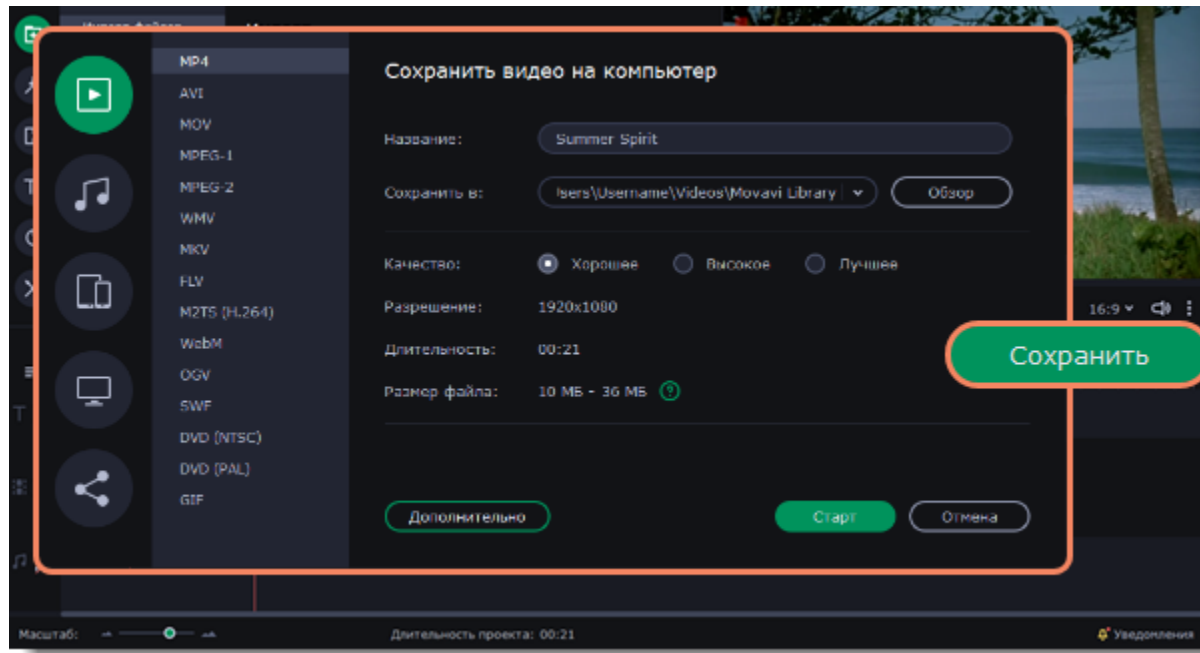 MP4
AVI
MOV
MPEG-1
MPEG-2
WMV
MKV
FLV
M2TS (H.264)
WebM
OGV
SWF
DVD (NTSC)
DVD (PAL)
GIF
Сохранить видео на компьютер
Название: Summer Spirit
Сохранить в: \Username\Videos\Movavi Library Обзор
Качество: Хорошее Высокое Лучшее
Разрешение: 1920x1080
Длительность: 00:21
Размер файла: 10 МБ - 36 МБ ?
Дополнительно Старт Отмена
16:9
Сохранить
Масштаб: Длительность проекта: 00:21 Уведомления